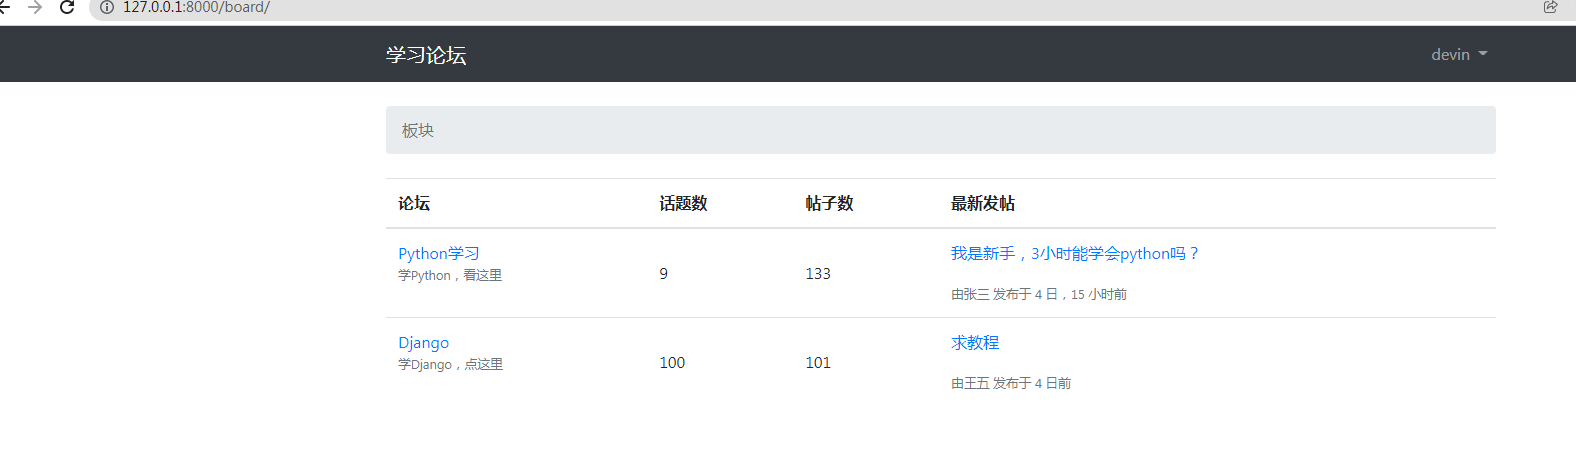 127.0.0.1:8000/board/
学习论坛 devin
板块
论坛 话题数 帖子数 最新发帖
Python学习 我是新手，3小时能学会python吗？
学Python，看这里 9 133
由张三 发布于 4 日，15 小时前
Django 求教程
学Django，点这里 100 101
由王五 发布于 4 日前